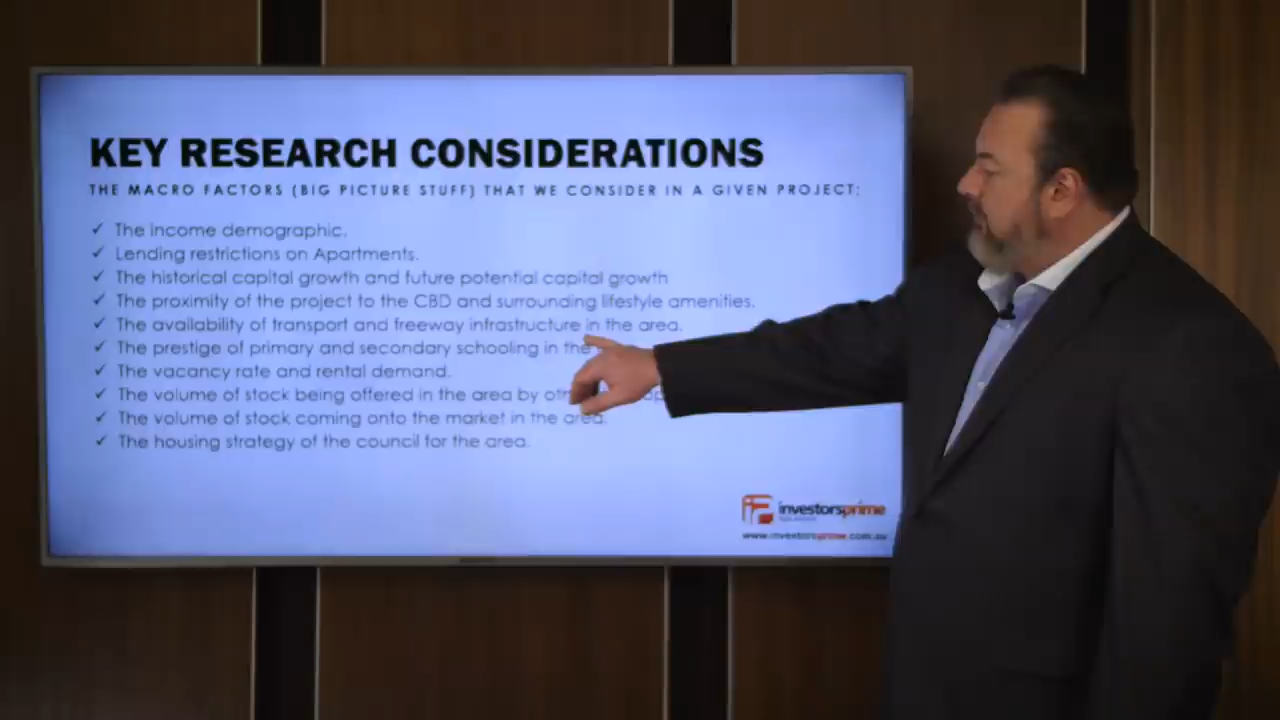 KEY RESEARCH CONSIDERATIONS
THE MACRO FACTORS (BIG PICTURE STUFF) THAT WE CONSIDER IN A GIVEN PROJECT:
✓ The income demographic.
✓ Lending restrictions on Apartments.
✓ The historical capital growth and future potential capital growth
✓ The proximity of the project to the CBD and surrounding lifestyle amenities.
✓ The availability of transport and freeway infrastructure in the area.
✓ The prestige of primary and secondary schooling in the
✓ The vacancy rate and rental demand.
✓ The volume of stock being offered in the area by
✓ The volume of stock coming onto the market in the area.
✓ The housing strategy of the council for the area.
investorsprime
www.investorsprime.com.au